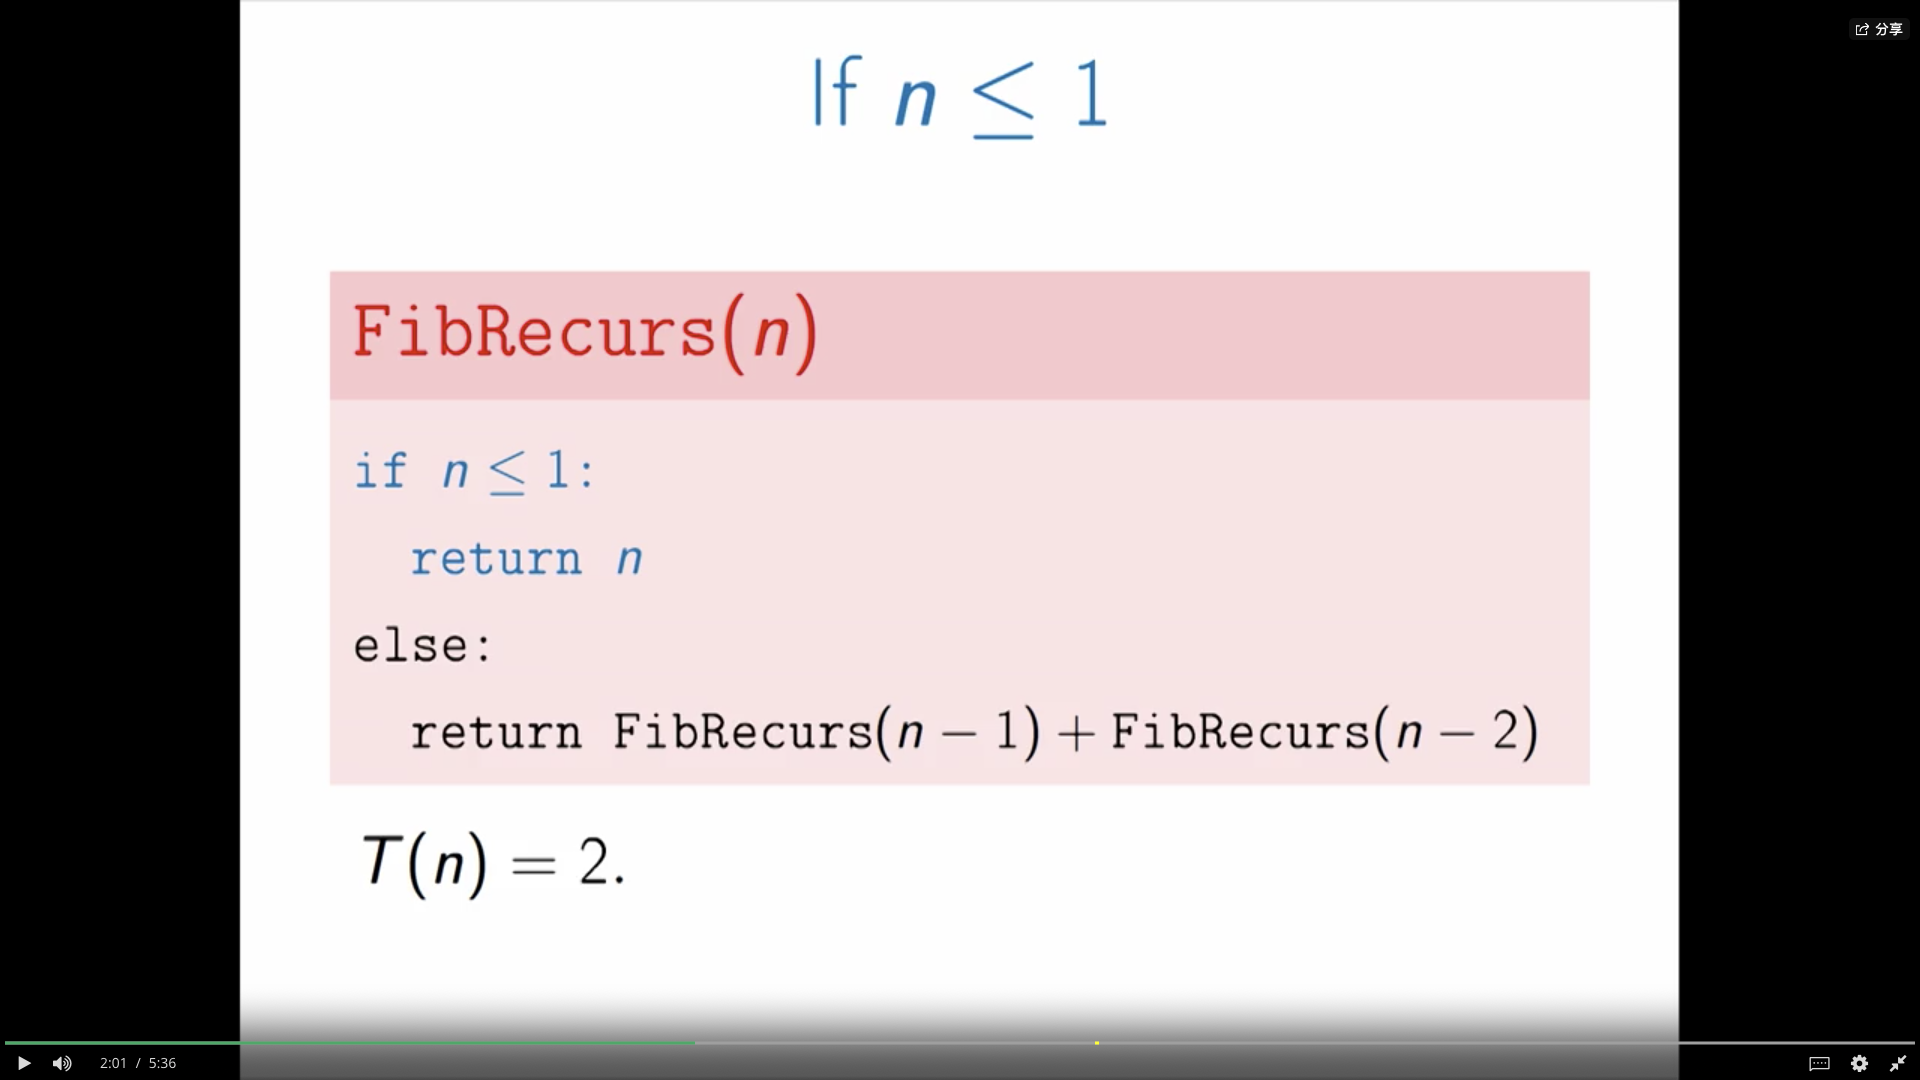 分享
If n ≤ 1
FibRecurs(n)
if n ≤ 1:
return n
else:
return FibRecurs(n − 1) + FibRecurs(n − 2)
T(n) = 2.
2:01 / 5:36